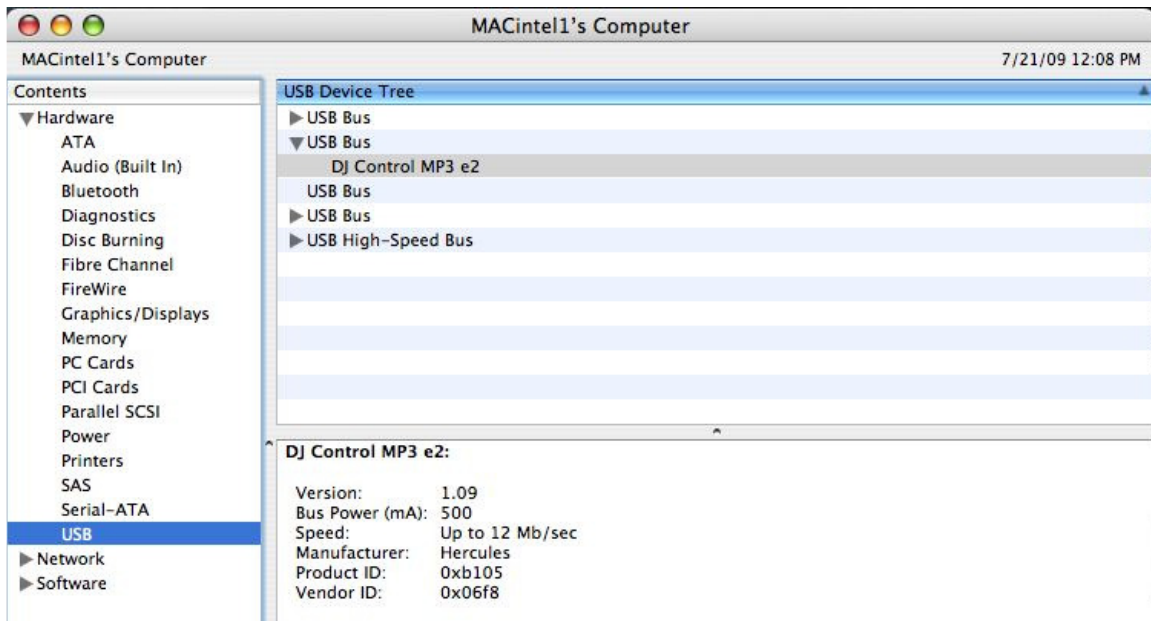 MACintel1's Computer
MACintel1's Computer
7/21/09 12:08 PM
Contents
Hardware
ATA
Audio (Built In)
Bluetooth
Diagnostics
Disc Burning
Fibre Channel
FireWire
Graphics/Displays
Memory
PC Cards
PCI Cards
Parallel SCSI
Power
Printers
SAS
Serial-ATA
USB
Network
Software
USB Device Tree
USB Bus
USB Bus
DJ Control MP3 e2
USB Bus
USB Bus
USB High-Speed Bus
DJ Control MP3 e2:
Version: 1.09
Bus Power (mA): 500
Speed: Up to 12 Mb/sec
Manufacturer: Hercules
Product ID: 0xb105
Vendor ID: 0x06f8